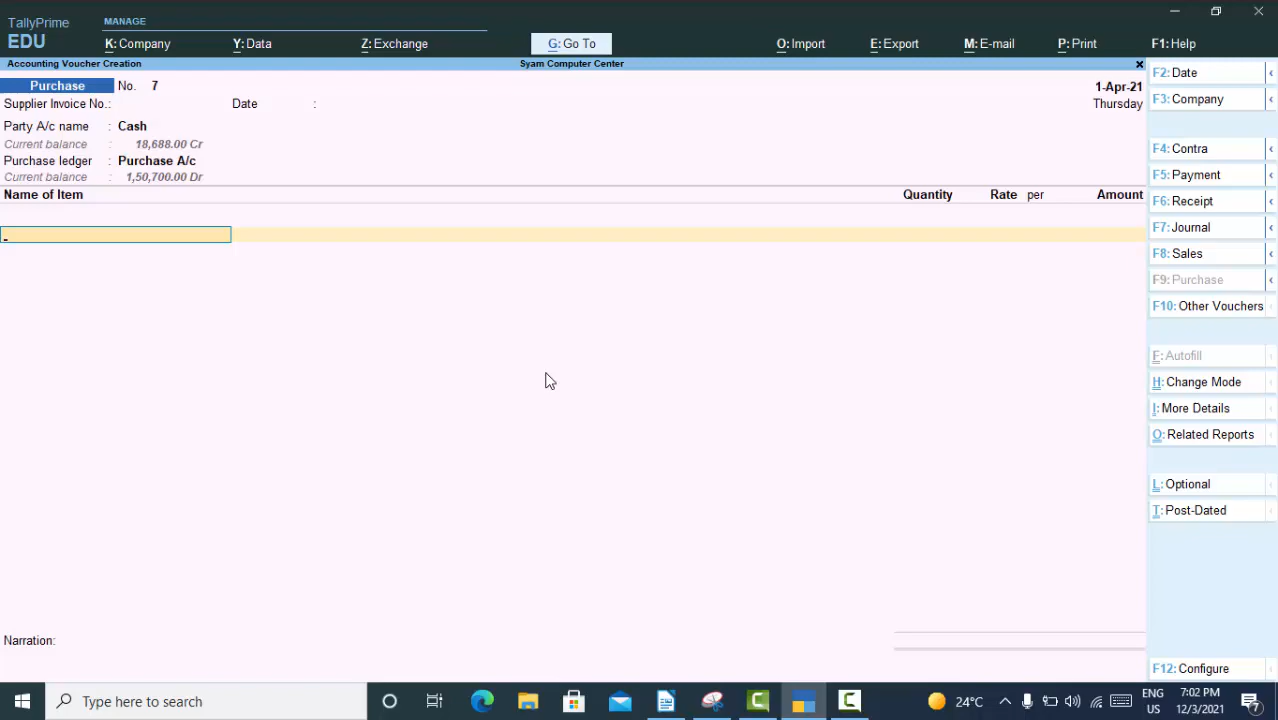 TallyPrime
EDU
MANAGE
K: Company
Y: Data
Z: Exchange
G: Go To
O: Import
E: Export
M: E-mail
P: Print
F1: Help
Accounting Voucher Creation
Syam Computer Center
×
Purchase No. 7
1-Apr-21
Supplier Invoice No.: Date :
Thursday
Party A/c name : Cash
Current balance : 18,688.00 Cr
Purchase ledger : Purchase A/c
Current balance : 1,50,700.00 Dr
Name of Item Quantity Rate per Amount
Narration:
F2: Date
F3: Company
F4: Contra
F5: Payment
F6: Receipt
F7: Journal
F8: Sales
F9: Purchase
F10: Other Vouchers
F: Autofill
H: Change Mode
I: More Details
O: Related Reports
L: Optional
T: Post-Dated
F12: Configure
Type here to search
24°C
ENG
US
7:02 PM
12/3/2021
7